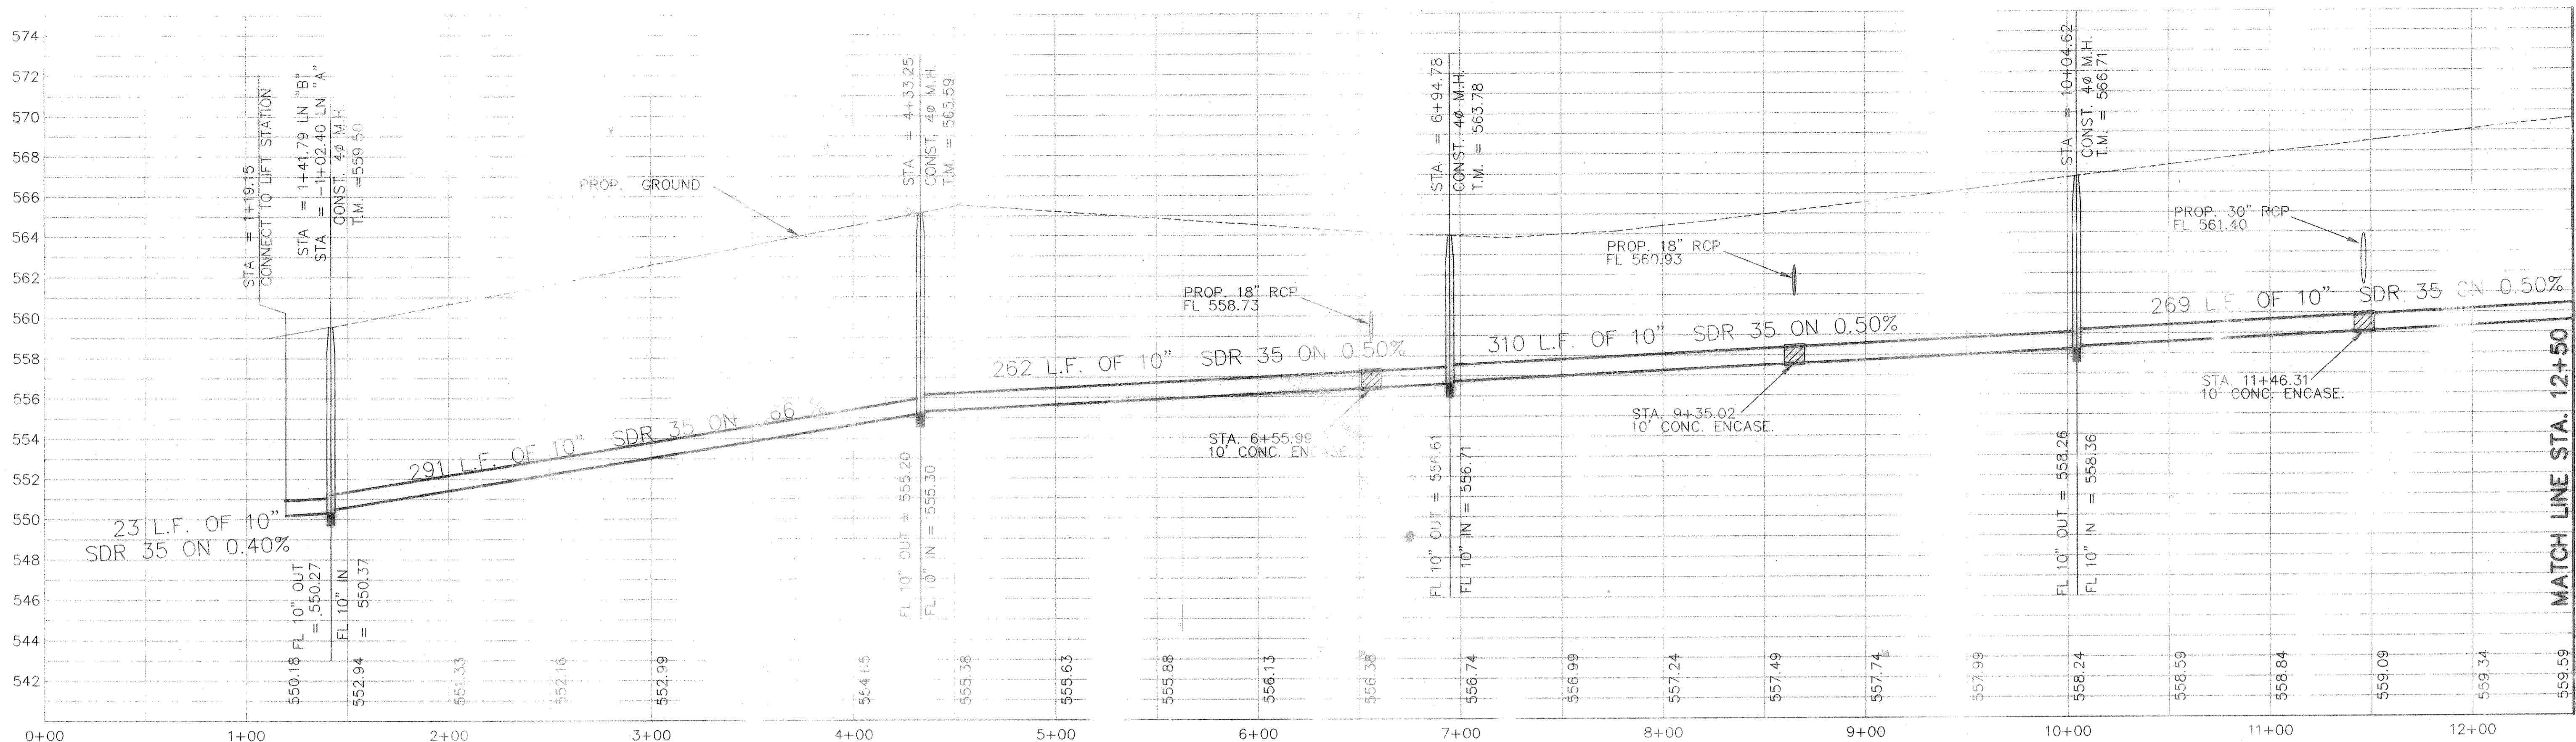 574
572
570
568
566
564
562
560
558
556
554
552
550
548
546
544
542
STA = 1+19.15
CONNECT TO LIFT STATION
STA = 1+41.79 LN "B"
STA = -1+02.40 LN "A"
CONST. 4ø M.H
T.M. = 559.50
PROP. GROUND
STA = 4+33.25
CONST. 4ø M.H.
T.M. = 565.59
STA. = 6+94.78
CONST. 4ø M.H.
T.M. = 563.78
STA = 10+04.62
CONST. 4ø M.H.
T.M. = 566.71
PROP. 18" RCP
FL 558.73
PROP. 18" RCP
FL 560.93
PROP. 30" RCP
FL 561.40
23 L.F. OF 10"
SDR 35 ON 0.40%
291 L.F. OF 10" SDR 35 ON %
262 L.F. OF 10" SDR 35 ON 0.50%
310 L.F. OF 10" SDR 35 ON 0.50%
269 L.F. OF 10" SDR 35 ON 0.50%
STA. 6+55.99
10' CONC. ENCASE.
STA. 9+35.02
10' CONC. ENCASE.
STA. 11+46.31
10' CONC. ENCASE.
FL 10" OUT
= 550.27
FL 10" IN
= 550.37
FL 10" OUT = 555.20
FL 10" IN = 555.30
FL 10" OUT = 556.61
FL 10" IN = 556.71
FL 10" OUT = 558.26
FL 10" IN = 558.36
MATCH LINE STA. 12+50
550.18
552.94
551.33
552.16
552.99
555.38
555.63
555.88
556.13
556.38
556.74
556.99
557.24
557.49
557.74
557.99
558.24
558.59
558.84
559.09
559.34
559.59
0+00
1+00
2+00
3+00
4+00
5+00
6+00
7+00
8+00
9+00
10+00
11+00
12+00